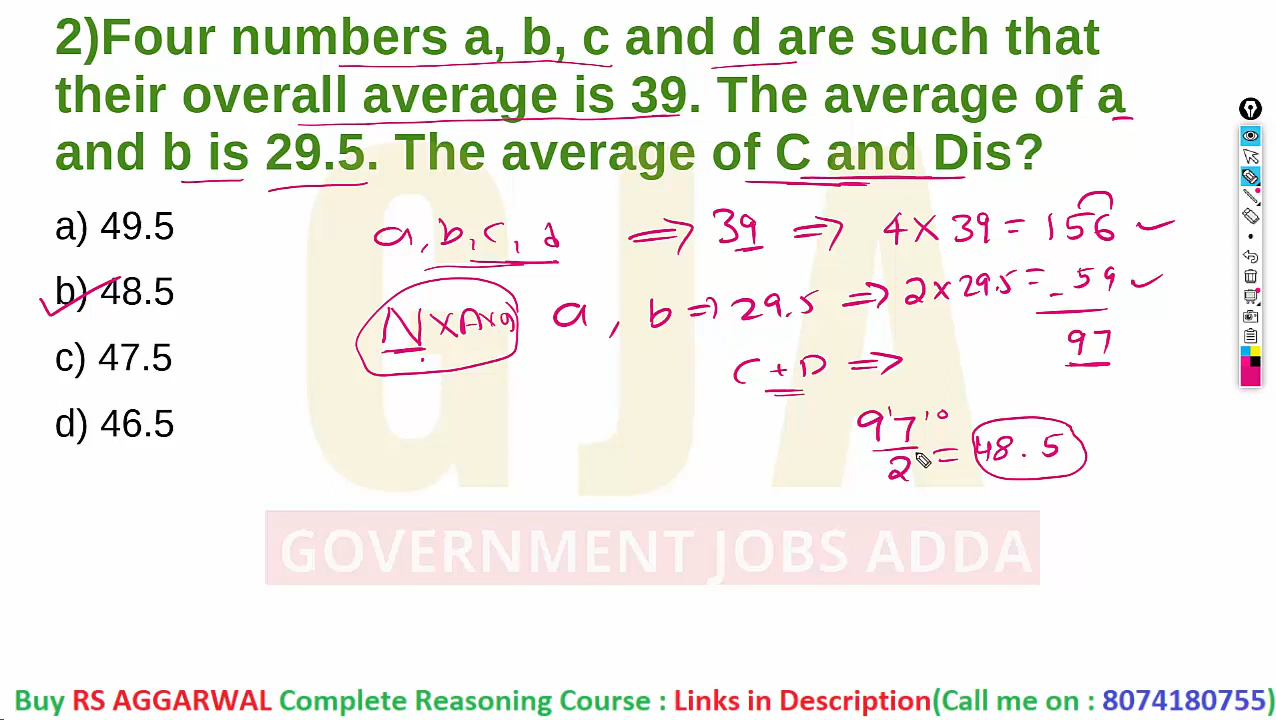 2)Four numbers a, b, c and d are such that
their overall average is 39. The average of a
and b is 29.5. The average of C and Dis?
a) 49.5
b) 48.5
c) 47.5
d) 46.5
a, b, c, d ⇒ 39 ⇒ 4 × 39 = 156
N × Avg a, b ⇒ 29.5 ⇒ 2 × 29.5 = - 59
97
C + D ⇒
97/2 = 48.5
GJA
GOVERNMENT JOBS ADDA
Buy RS AGGARWAL Complete Reasoning Course : Links in Description(Call me on : 8074180755)